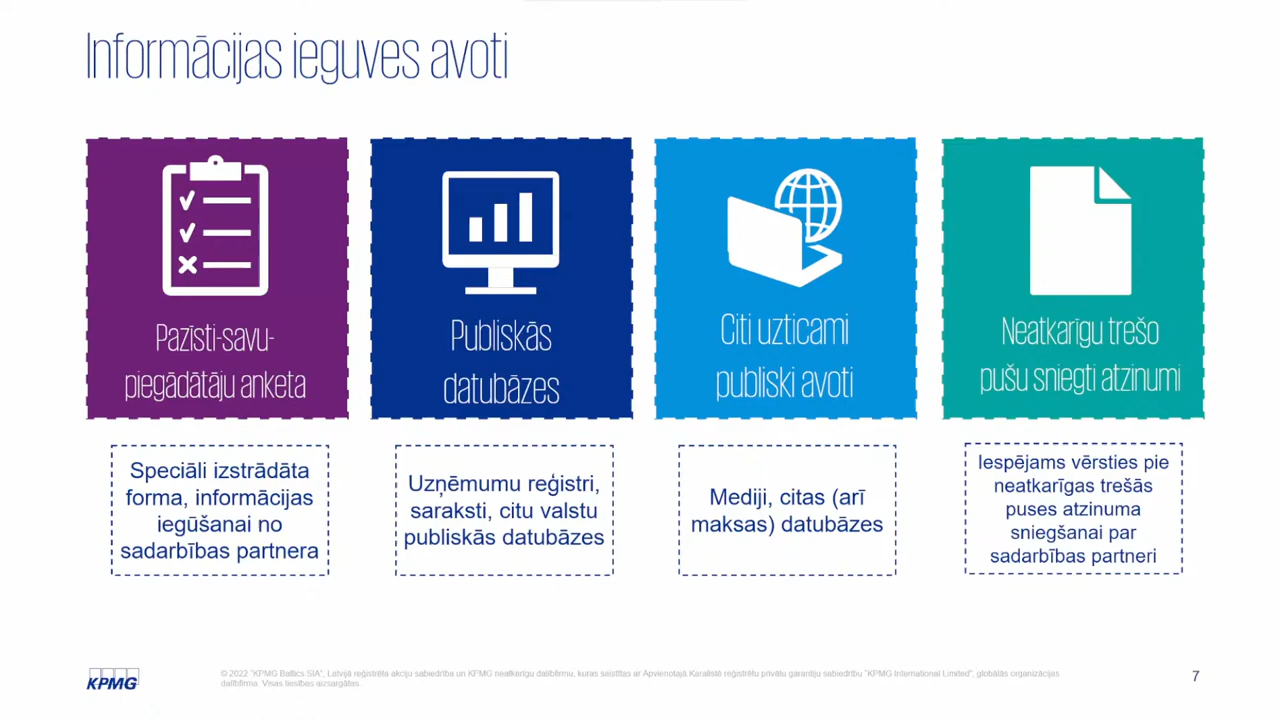 Informācijas ieguves avoti
Pazīsti-savu-
piegādātāju anketa
Publiskās
datubāzes
Citi uzticami
publiski avoti
Neatkarīgu trešo
pušu sniegti atzinumi
Speciāli izstrādāta
forma, informācijas
iegūšanai no
sadarbības partnera
Uzņēmumu reģistri,
saraksti, citu valstu
publiskās datubāzes
Mediji, citas (arī
maksas) datubāzes
Iespējams vērsties pie
neatkarīgas trešās
puses atzinuma
sniegšanai par
sadarbības partneri
KPMG
© 2022 "KPMG Baltics SIA", Latvijā reģistrēta akciju sabiedrība un KPMG neatkarīgu dalībfirmu, kuras saistītas ar Apvienotajā Karalistē reģistrētu privātu garantiju sabiedrību "KPMG International Limited", globālās organizācijas
dalībfirma. Visas tiesības aizsargātas.
7